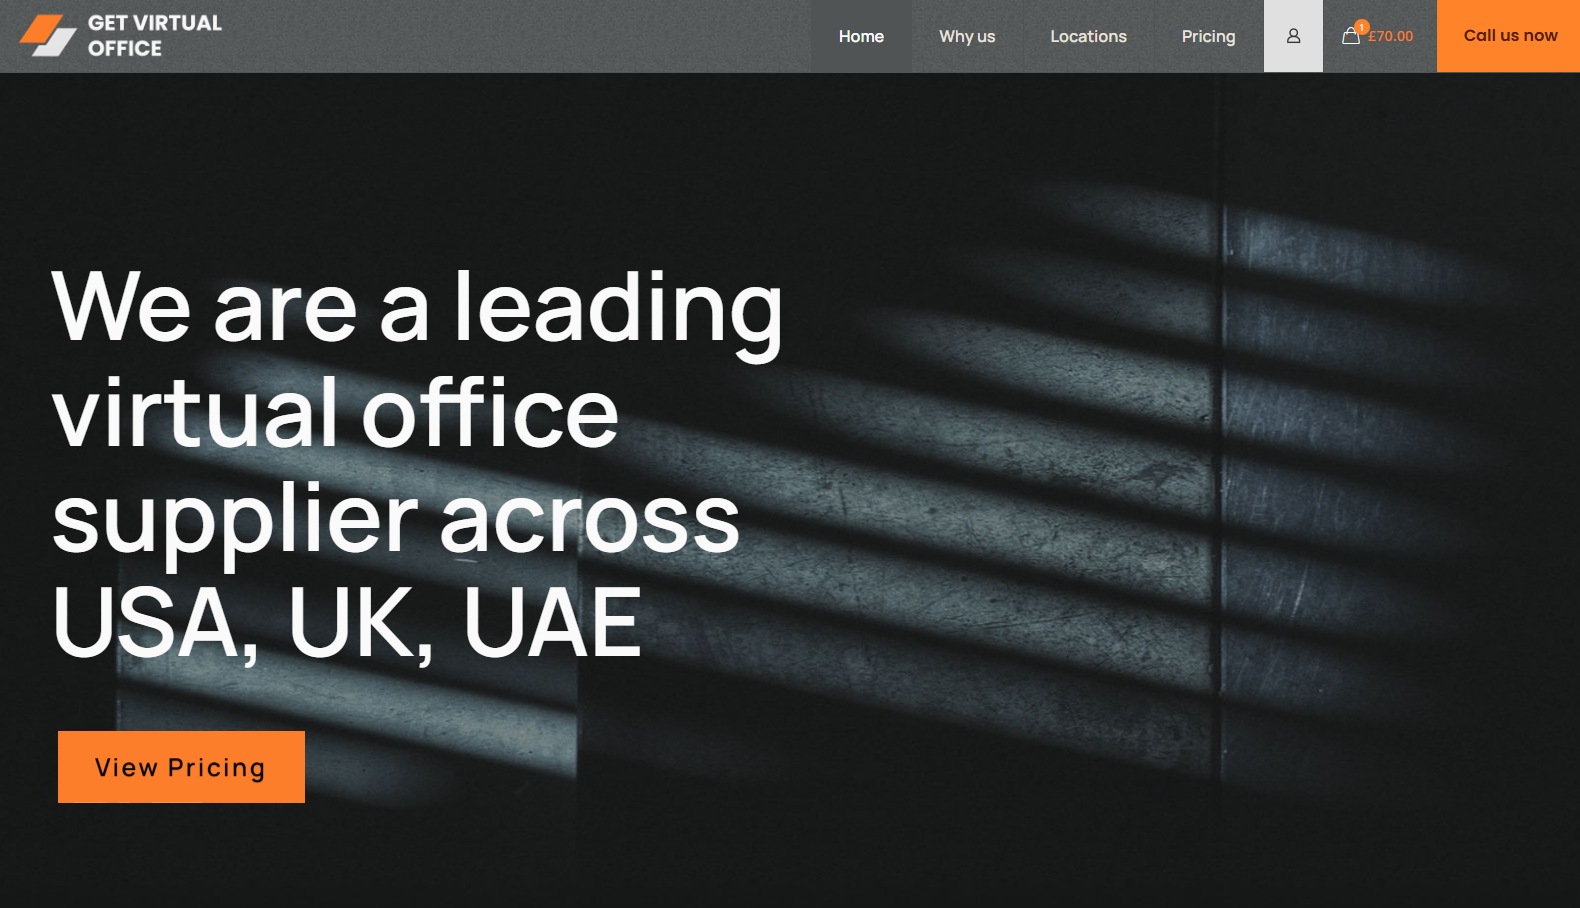 GET VIRTUAL
OFFICE
Home
Why us
Locations
Pricing
1
£70.00
Call us now
We are a leading
virtual office
supplier across
USA, UK, UAE
View Pricing